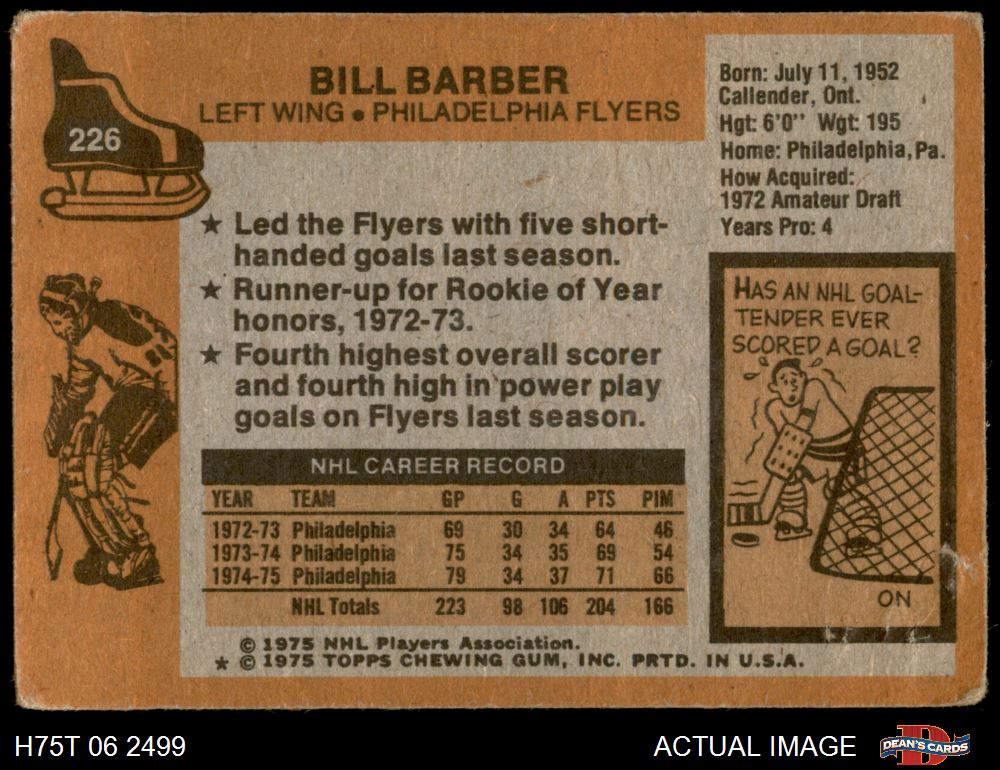 226
BILL BARBER
LEFT WING • PHILADELPHIA FLYERS
Born: July 11, 1952
Callender, Ont.
Hgt: 6'0" Wgt: 195
Home: Philadelphia, Pa.
How Acquired:
1972 Amateur Draft
Years Pro: 4
★ Led the Flyers with five short-
handed goals last season.
★ Runner-up for Rookie of Year
honors, 1972-73.
★ Fourth highest overall scorer
and fourth high in power play
goals on Flyers last season.
HAS AN NHL GOAL-
TENDER EVER
SCORED A GOAL?
ON
NHL CAREER RECORD
YEAR TEAM GP G A PTS PIM
1972-73 Philadelphia 69 30 34 64 46
1973-74 Philadelphia 75 34 35 69 54
1974-75 Philadelphia 79 34 37 71 66
NHL Totals 223 98 106 204 166
© 1975 NHL Players Association.
★ © 1975 TOPPS CHEWING GUM, INC. PRTD. IN U.S.A.
H75T 06 2499
ACTUAL IMAGE
D
DEAN'S CARDS